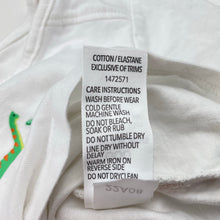 COTTON/ELASTANE
EXCLUSIVE OF TRIMS
1472571
CARE INSTRUCTIONS
WASH BEFORE WEAR
COLD GENTLE
MACHINE WASH
DO NOT BLEACH,
SOAK OR RUB
DO NOT TUMBLE DRY
LINE DRY WITHOUT
DELAY
WARM IRON ON
REVERSE SIDE
DO NOT DRYCLEAN